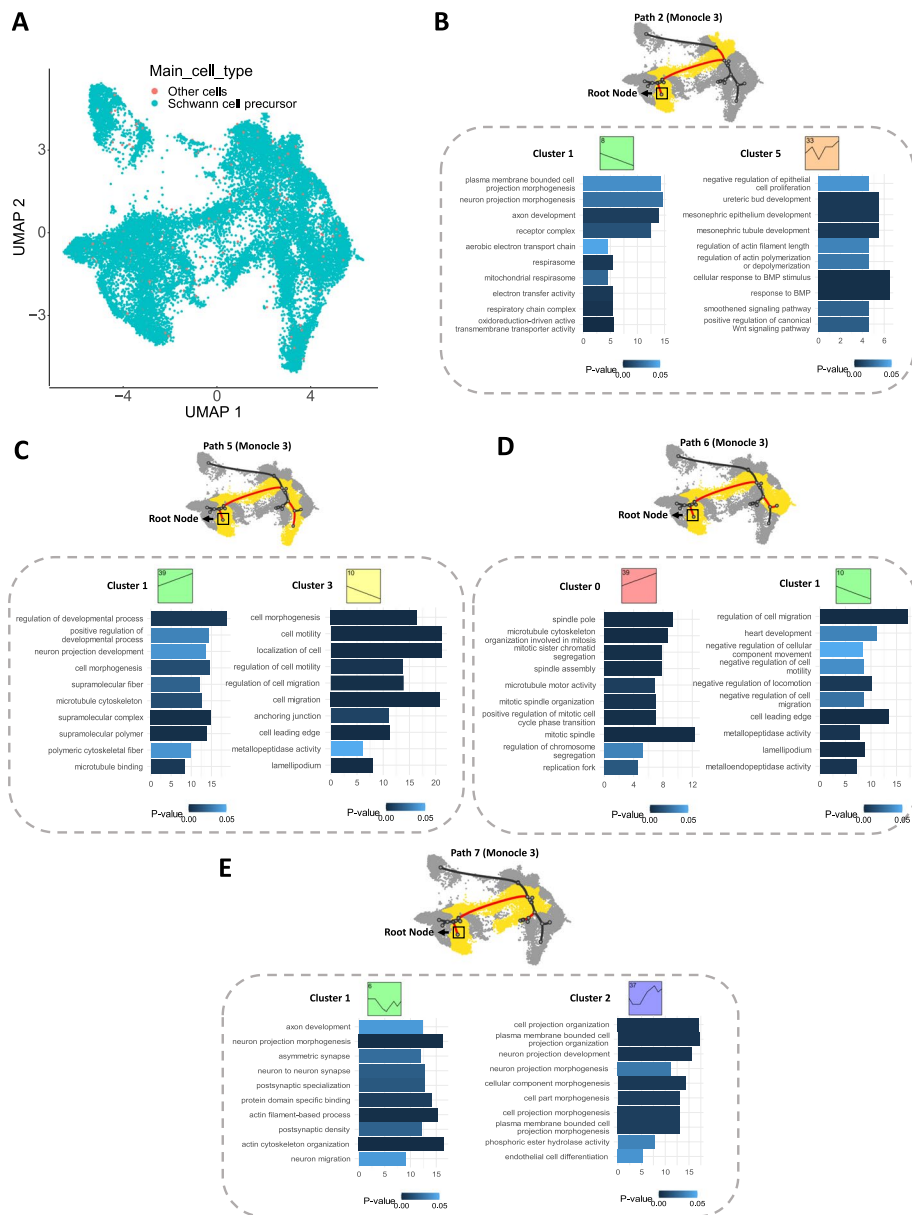 A
Main_cell_type
Other cells
Schwann cell precursor
3
0
−3
−4
0
4
UMAP 2
UMAP 1
B
Path 2 (Monocle 3)
Root Node
Cluster 1
8
plasma membrane bounded cell
projection morphogenesis
neuron projection morphogenesis
axon development
receptor complex
aerobic electron transport chain
respirasome
mitochondrial respirasome
electron transfer activity
respiratory chain complex
oxidoreduction−driven active
transmembrane transporter activity
0 5 10 15
P-value
0.00 0.05
Cluster 5
33
negative regulation of epithelial
cell proliferation
ureteric bud development
mesonephric epithelium development
mesonephric tubule development
regulation of actin filament length
regulation of actin polymerization
or depolymerization
cellular response to BMP stimulus
response to BMP
smoothened signaling pathway
positive regulation of canonical
Wnt signaling pathway
0 2 4 6
P-value
0.00 0.05
C
Path 5 (Monocle 3)
Root Node
Cluster 1
39
regulation of developmental process
positive regulation of
developmental process
neuron projection development
cell morphogenesis
supramolecular fiber
microtubule cytoskeleton
supramolecular complex
supramolecular polymer
polymeric cytoskeletal fiber
microtubule binding
0 5 10 15
P-value
0.00 0.05
Cluster 3
10
cell morphogenesis
cell motility
localization of cell
regulation of cell motility
regulation of cell migration
cell migration
anchoring junction
cell leading edge
metallopeptidase activity
lamellipodium
0 5 10 15 20
P-value
0.00 0.05
D
Path 6 (Monocle 3)
Root Node
Cluster 0
39
spindle pole
microtubule cytoskeleton
organization involved in mitosis
mitotic sister chromatid
segregation
spindle assembly
microtubule motor activity
mitotic spindle organization
positive regulation of mitotic cell
cycle phase transition
mitotic spindle
regulation of chromosome
segregation
replication fork
0 4 8 12
P-value
0.00 0.05
Cluster 1
10
regulation of cell migration
heart development
negative regulation of cellular
component movement
negative regulation of cell
motility
negative regulation of locomotion
negative regulation of cell
migration
cell leading edge
metallopeptidase activity
lamellipodium
metalloendopeptidase activity
0 5 10 15
P-value
0.00 0.05
E
Path 7 (Monocle 3)
Root Node
Cluster 1
6
axon development
neuron projection morphogenesis
asymmetric synapse
neuron to neuron synapse
postsynaptic specialization
protein domain specific binding
actin filament-based process
postsynaptic density
actin cytoskeleton organization
neuron migration
0 5 10 15
P-value
0.00 0.05
Cluster 2
37
cell projection organization
plasma membrane bounded cell
projection organization
neuron projection development
neuron projection morphogenesis
cellular component morphogenesis
cell part morphogenesis
cell projection morphogenesis
plasma membrane bounded cell
projection morphogenesis
phosphoric ester hydrolase activity
endothelial cell differentiation
0 5 10 15
P-value
0.00 0.05